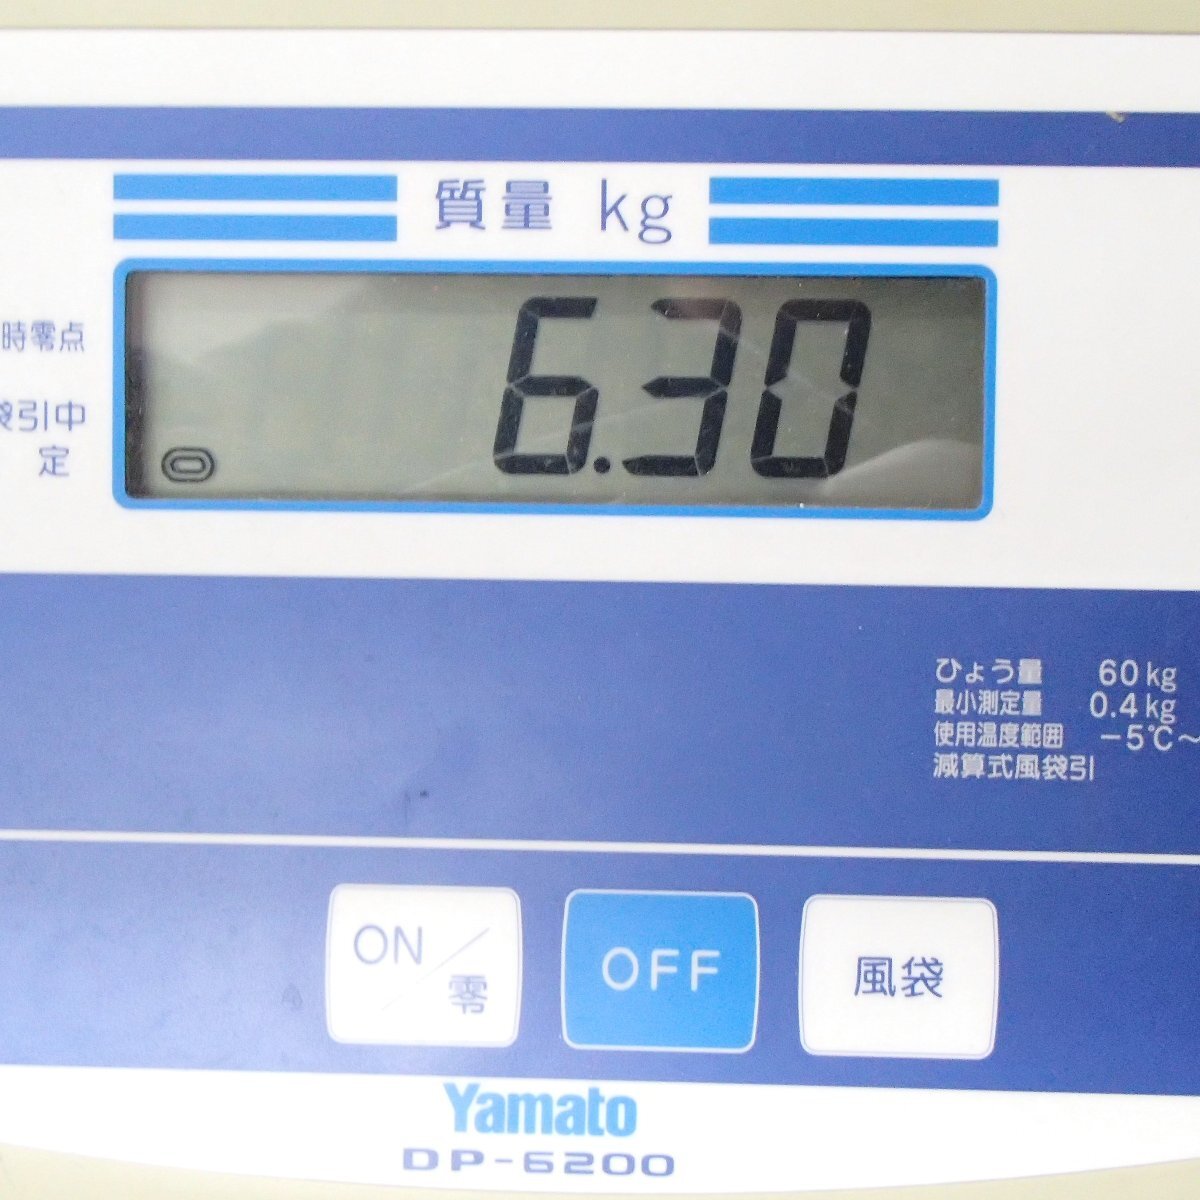 質量 kg
時零点
袋引中
定
6.30
ひょう量 60kg
最小測定量 0.4kg
使用温度範囲 −5℃～
減算式風袋引
ON/零
OFF
風袋
Yamato
DP-6200